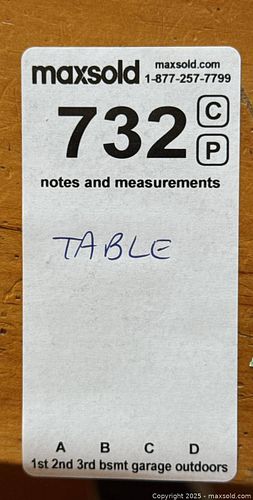 maxsold maxsold.com
1-877-257-7799
732 C
P
notes and measurements
TABLE
A B C D
1st 2nd 3rd bsmt garage outdoors
Copyright 2025 - maxsold.com